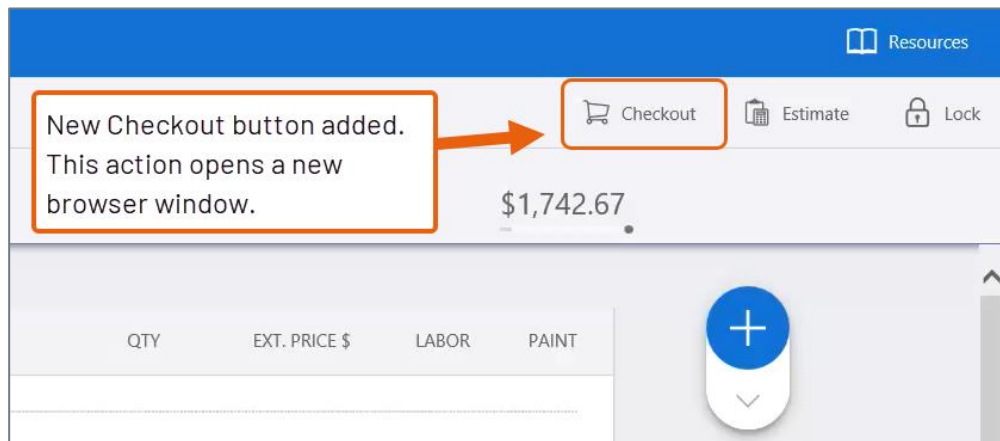 Resources
New Checkout button added.
This action opens a new
browser window.
Checkout Estimate Lock
$1,742.67
QTY EXT. PRICE $ LABOR PAINT